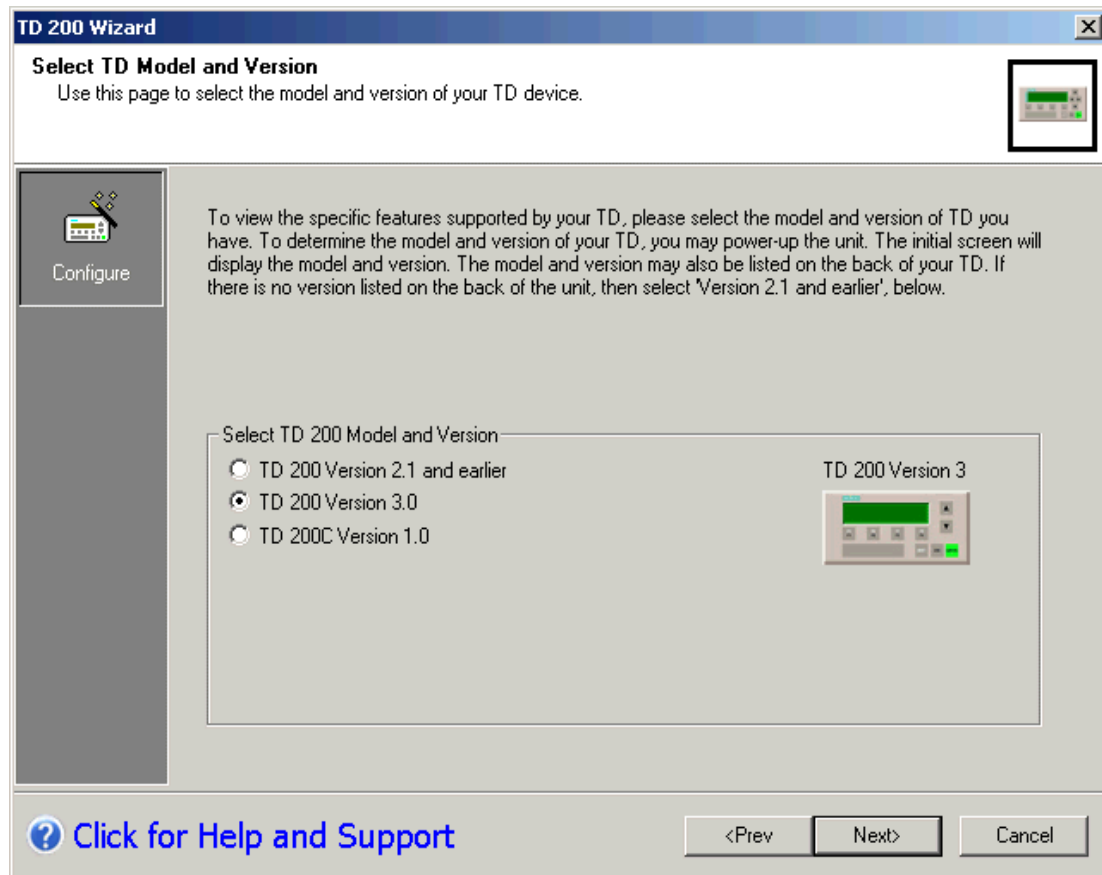 TD 200 Wizard
Select TD Model and Version
Use this page to select the model and version of your TD device.
Configure
To view the specific features supported by your TD, please select the model and version of TD you
have. To determine the model and version of your TD, you may power-up the unit. The initial screen will
display the model and version. The model and version may also be listed on the back of your TD. If
there is no version listed on the back of the unit, then select 'Version 2.1 and earlier', below.
Select TD 200 Model and Version
TD 200 Version 2.1 and earlier
TD 200 Version 3.0
TD 200C Version 1.0
TD 200 Version 3
Click for Help and Support
<Prev
Next>
Cancel